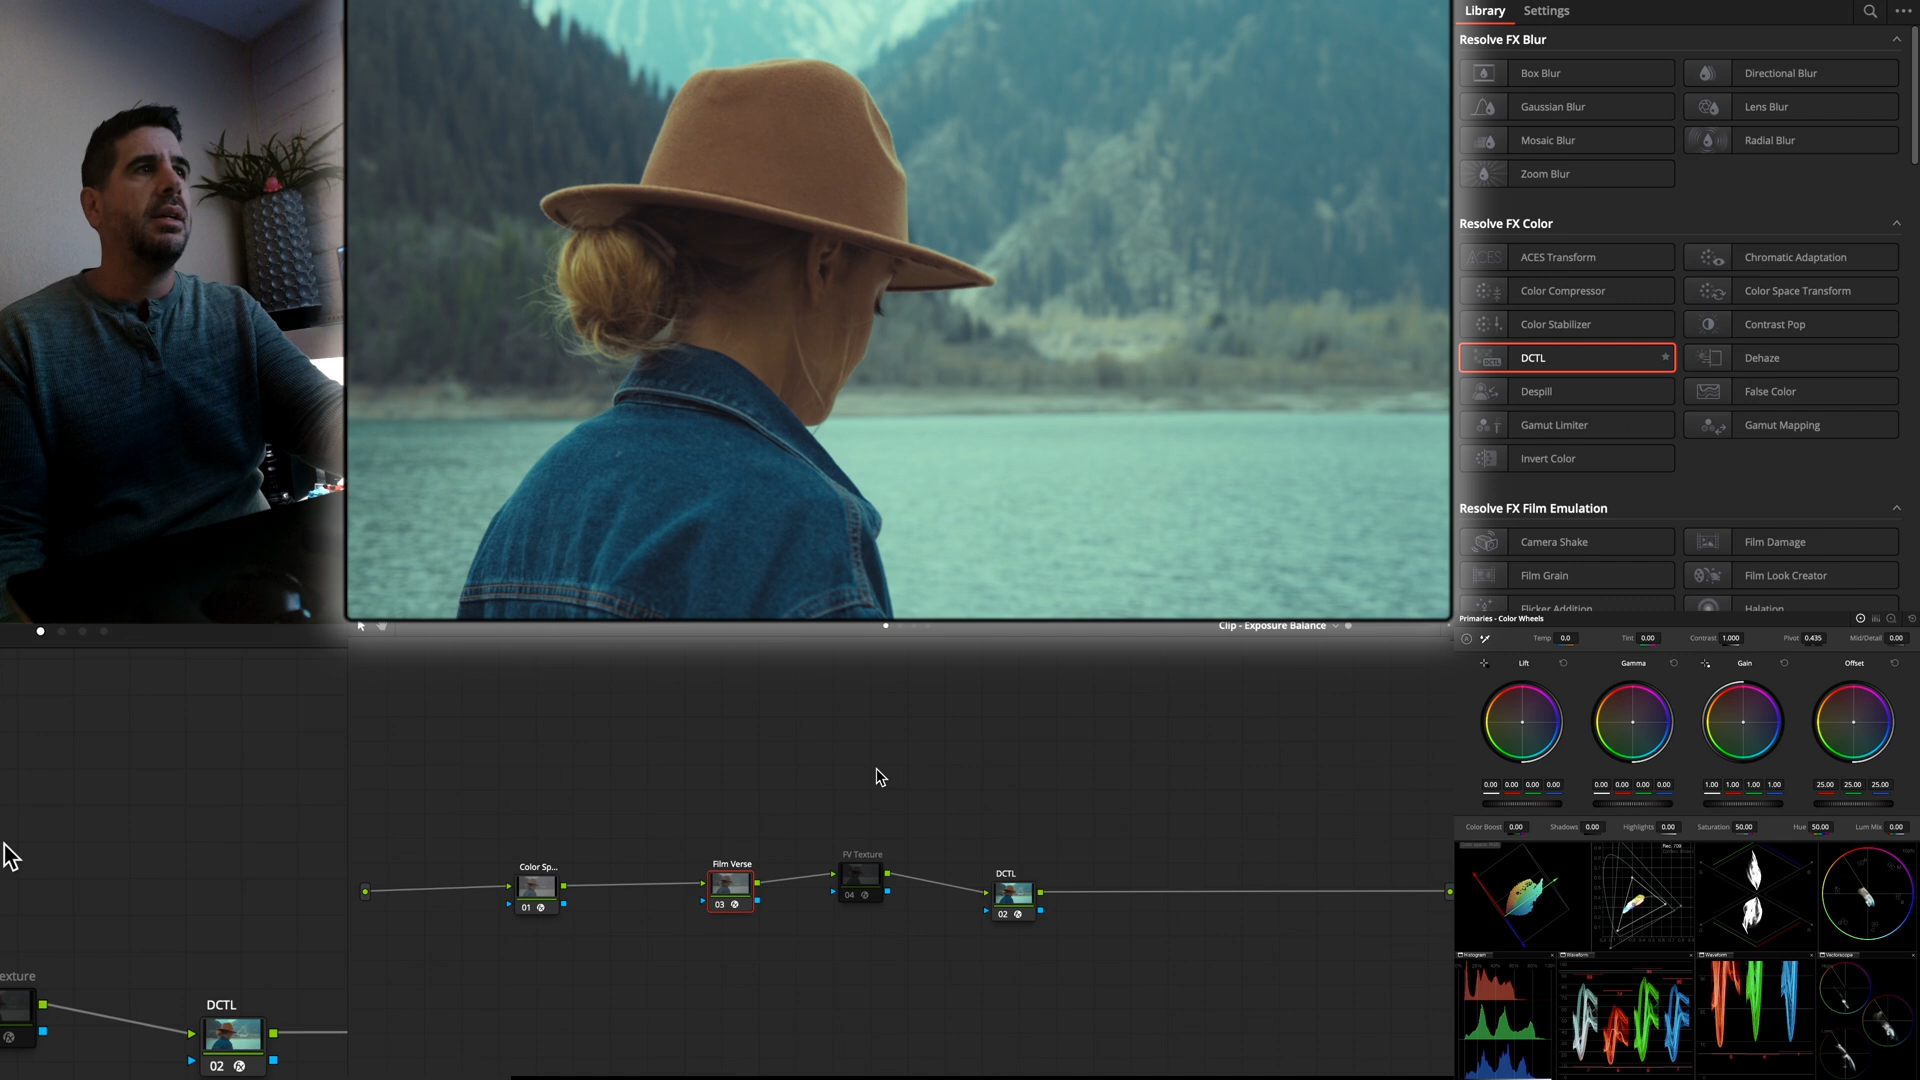 Library Settings
Resolve FX Blur
Box Blur Directional Blur
Gaussian Blur Lens Blur
Mosaic Blur Radial Blur
Zoom Blur
Resolve FX Color
ACES ACES Transform Chromatic Adaptation
Color Compressor Color Space Transform
Color Stabilizer Contrast Pop
DCTL DCTL Dehaze
Despill False Color
Gamut Limiter Gamut Mapping
Invert Color
Resolve FX Film Emulation
Camera Shake Film Damage
Film Grain Film Look Creator
Flicker Addition Halation
Clip - Exposure Balance
Primaries - Color Wheels
Temp 0.0 Tint 0.00 Contrast 1.000 Pivot 0.435 Mid/Detail 0.00
Lift Gamma Gain Offset
0.00 0.00 0.00 0.00 0.00 0.00 0.00 0.00 1.00 1.00 1.00 1.00 25.00 25.00 25.00
Color Boost 0.00 Shadows 0.00 Highlights 0.00 Saturation 50.00 Hue 50.00 Lum Mix 0.00
Color Sp...
01
Film Verse
03
FV Texture
04
DCTL
02
exture
DCTL
02
Histogram Waveform Waveform Vectorscope